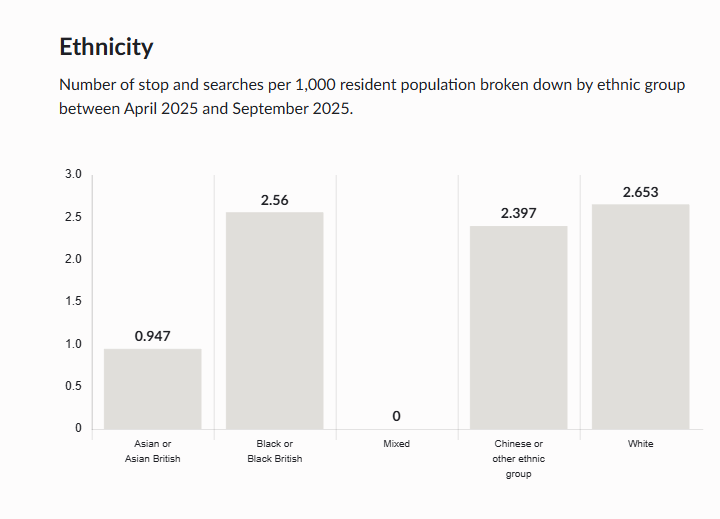 Ethnicity
Number of stop and searches per 1,000 resident population broken down by ethnic group
between April 2025 and September 2025.
3.0
2.5
2.0
1.5
1.0
0.5
0
0.947
2.56
0
2.397
2.653
Asian or
Asian British
Black or
Black British
Mixed
Chinese or
other ethnic
group
White